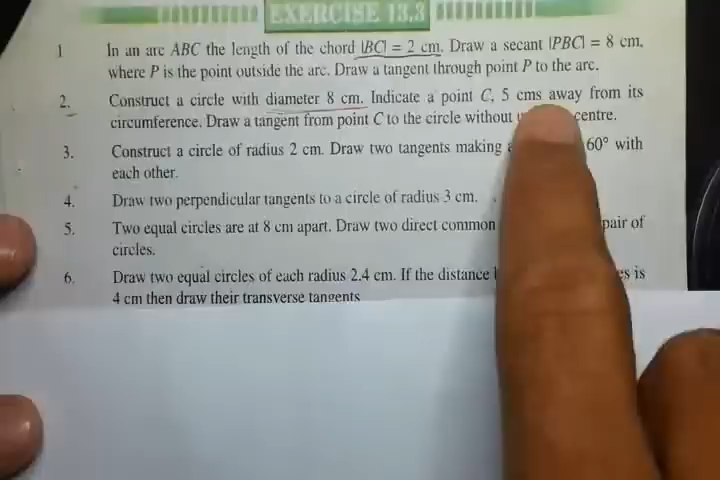 EXERCISE 13.3
1 In an arc ABC the length of the chord |BC| = 2 cm. Draw a secant |PBC| = 8 cm,
where P is the point outside the arc. Draw a tangent through point P to the arc.
2. Construct a circle with diameter 8 cm. Indicate a point C, 5 cms away from its
circumference. Draw a tangent from point C to the circle without centre.
3. Construct a circle of radius 2 cm. Draw two tangents making 60° with
each other.
4. Draw two perpendicular tangents to a circle of radius 3 cm.
5. Two equal circles are at 8 cm apart. Draw two direct common pair of
circles.
6. Draw two equal circles of each radius 2.4 cm. If the distance is
4 cm then draw their transverse tangents